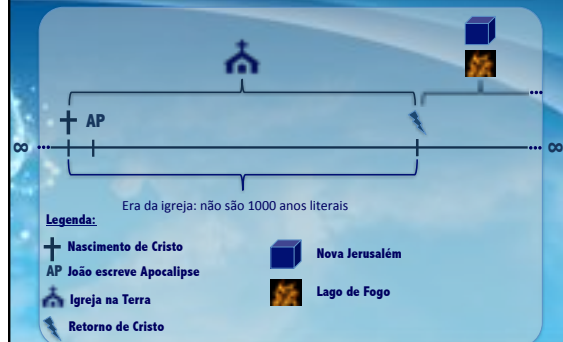 AP
∞ ... ... ∞
...
Era da igreja: não são 1000 anos literais
Legenda:
Nascimento de Cristo
AP João escreve Apocalipse
Igreja na Terra
Retorno de Cristo
Nova Jerusalém
Lago de Fogo